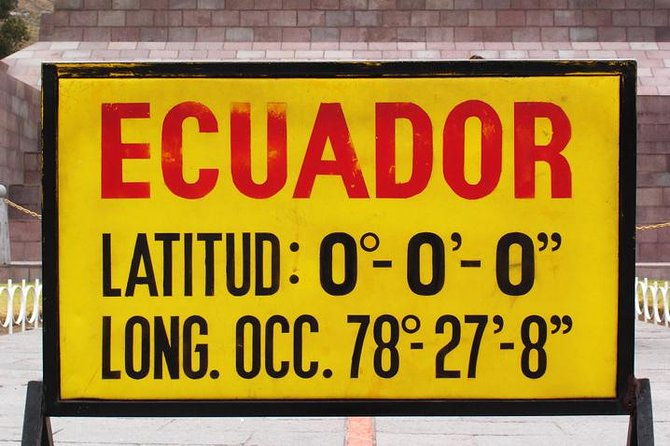 ECUADOR
LATITUD: 0°-0'-0"
LONG. OCC. 78°-27'-8"